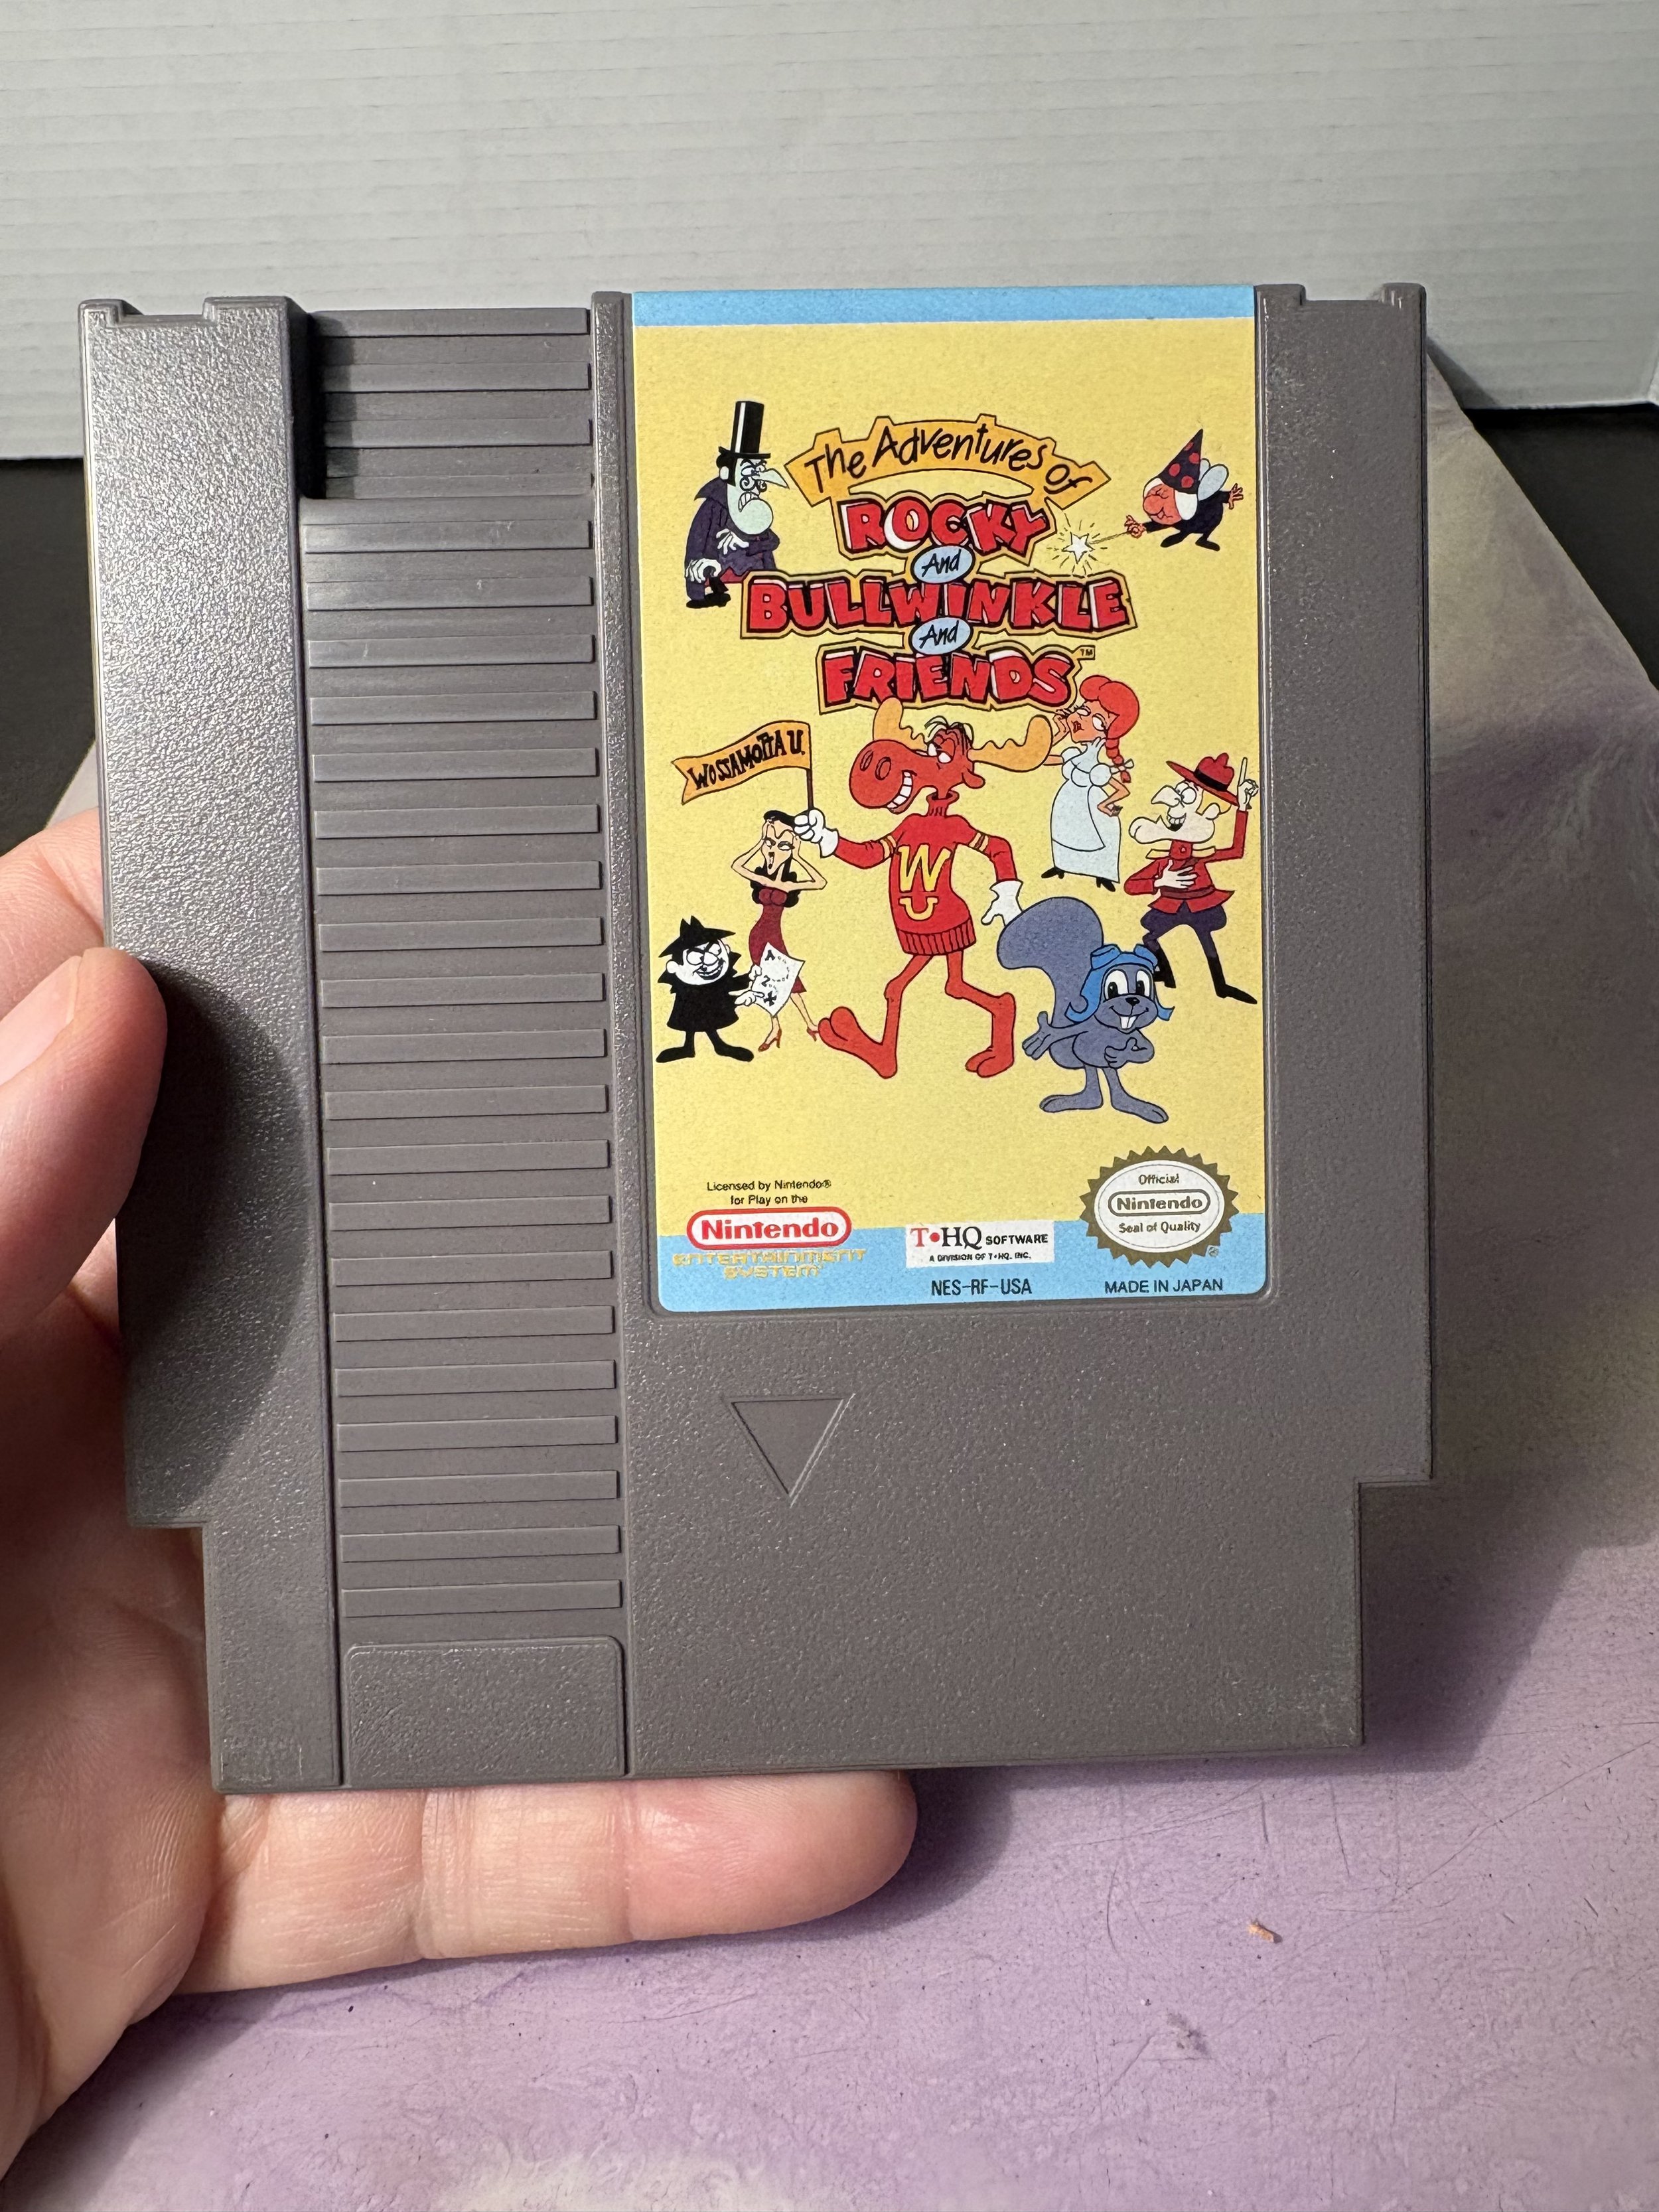 The Adventures of
ROCKY
And
BULLWINKLE
And
FRIENDS™
WOSSAMOTTA U.
W
U
Licensed by Nintendo®
for Play on the
Nintendo
ENTERTAINMENT
SYSTEM®
T•HQ SOFTWARE
A DIVISION OF T•HQ, INC.
Official
Nintendo
Seal of Quality
®
NES-RF-USA
MADE IN JAPAN